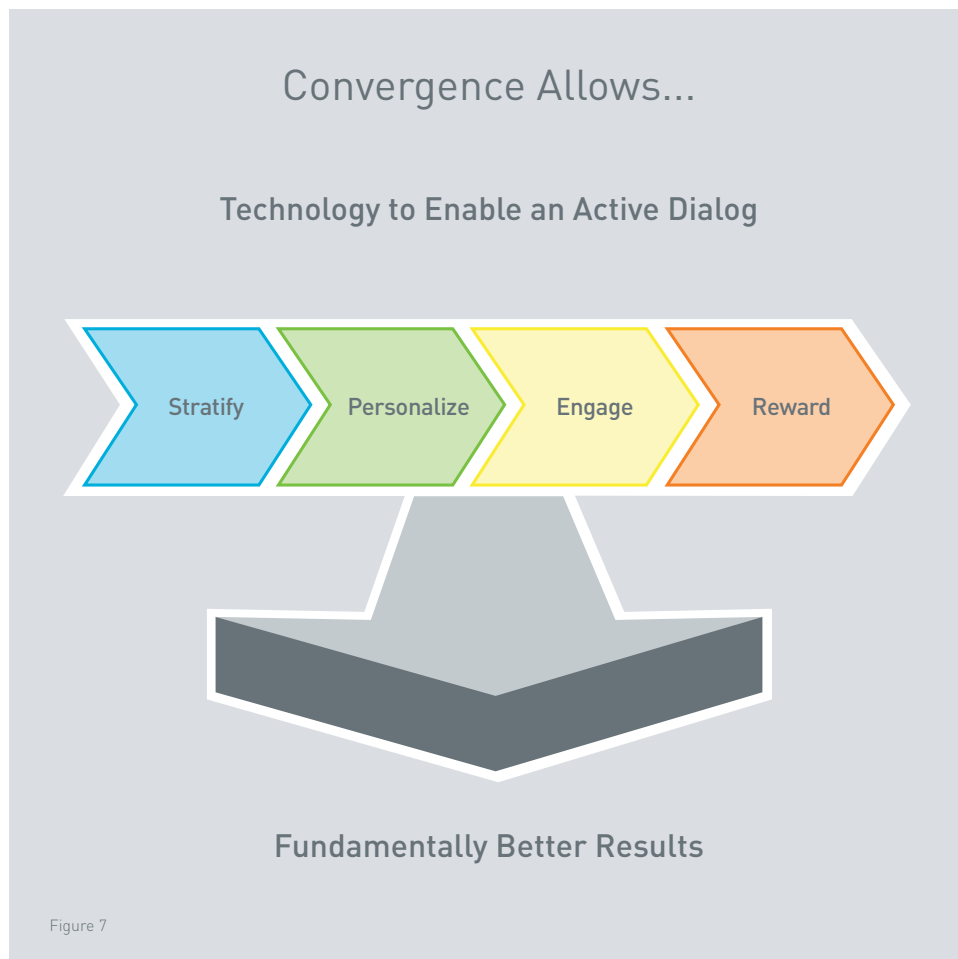 Convergence Allows...
Technology to Enable an Active Dialog
Stratify
Personalize
Engage
Reward
Fundamentally Better Results
Figure 7